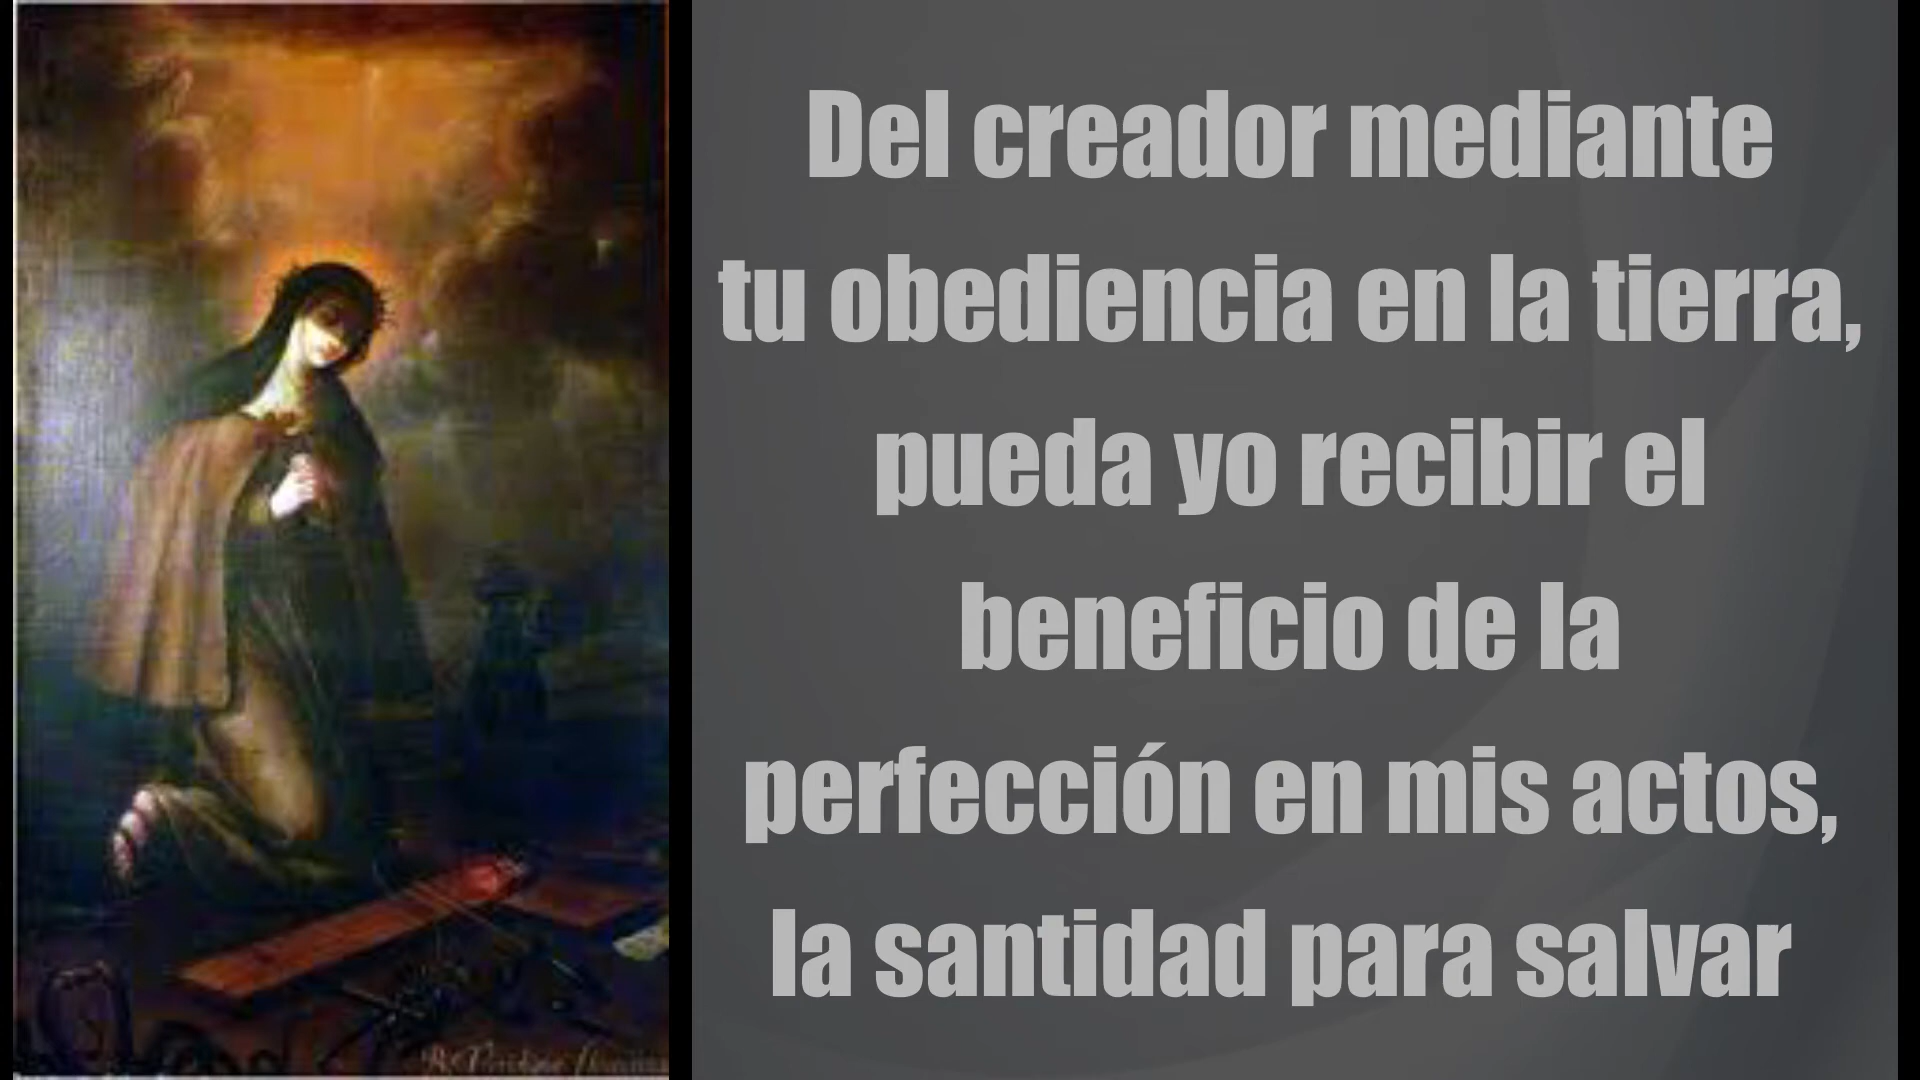 Del creador mediante
tu obediencia en la tierra,
pueda yo recibir el
beneficio de la
perfección en mis actos,
la santidad para salvar